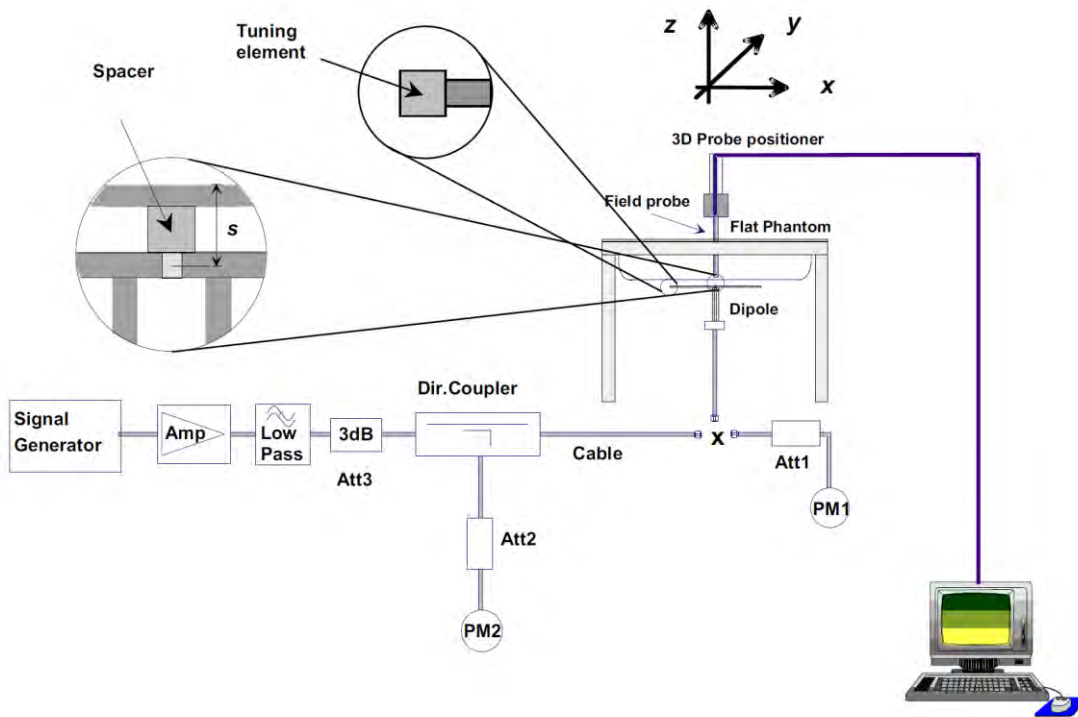 Tuning
element
Spacer
s
z
y
x
3D Probe positioner
Field probe
Flat Phantom
Dipole
Dir.Coupler
Signal
Generator
Amp
Low
Pass
3dB
Att3
Cable
x
Att1
PM1
Att2
PM2